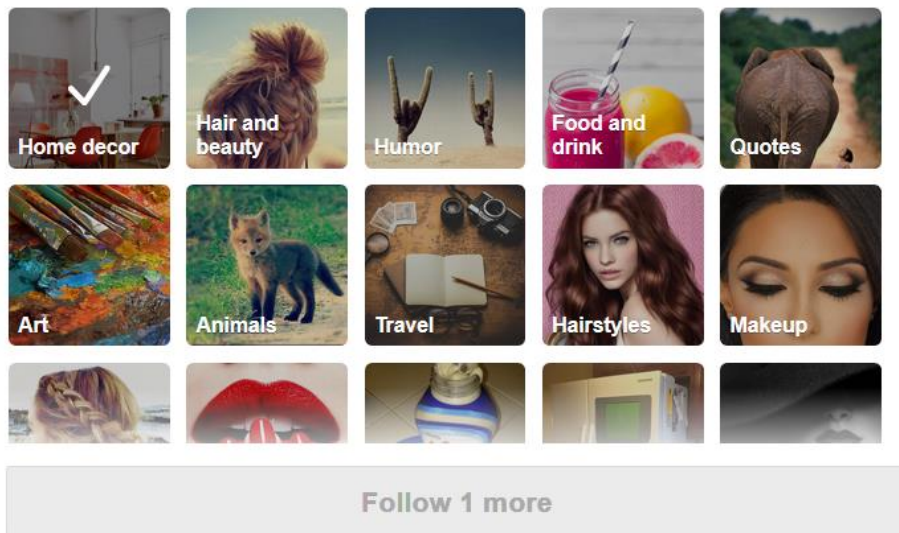 Home decor
Hair and
beauty
Humor
Food and
drink
Quotes
Art
Animals
Travel
Hairstyles
Makeup
Follow 1 more